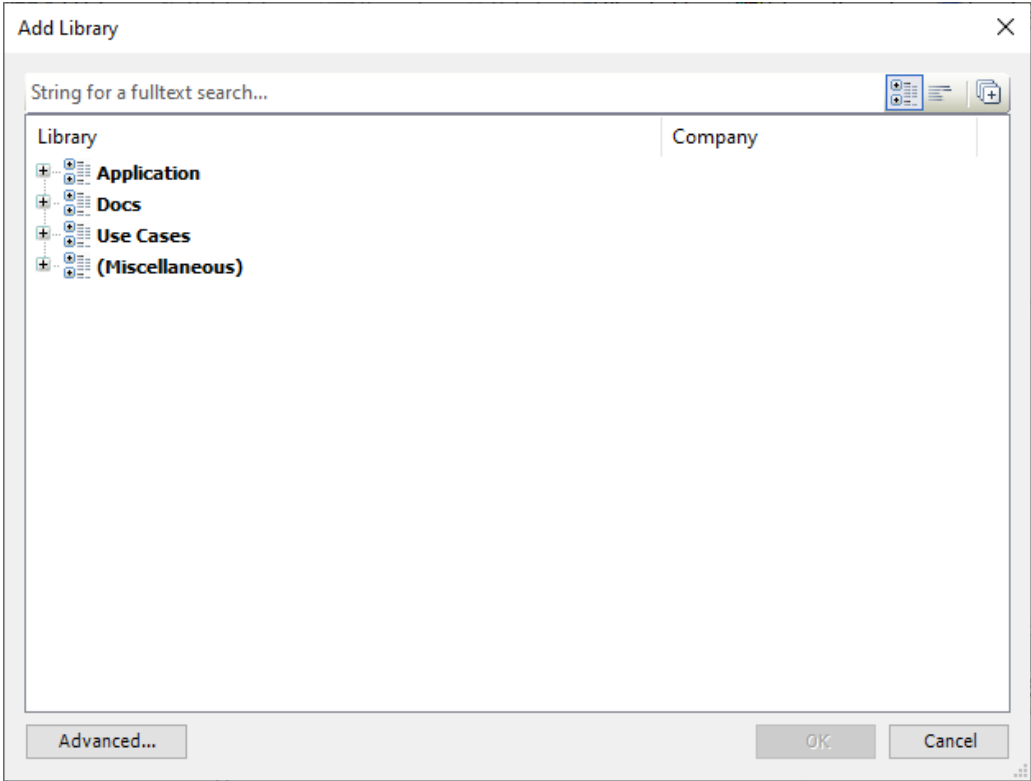 Add Library
String for a fulltext search...
Library Company
Application
Docs
Use Cases
(Miscellaneous)
Advanced... OK Cancel